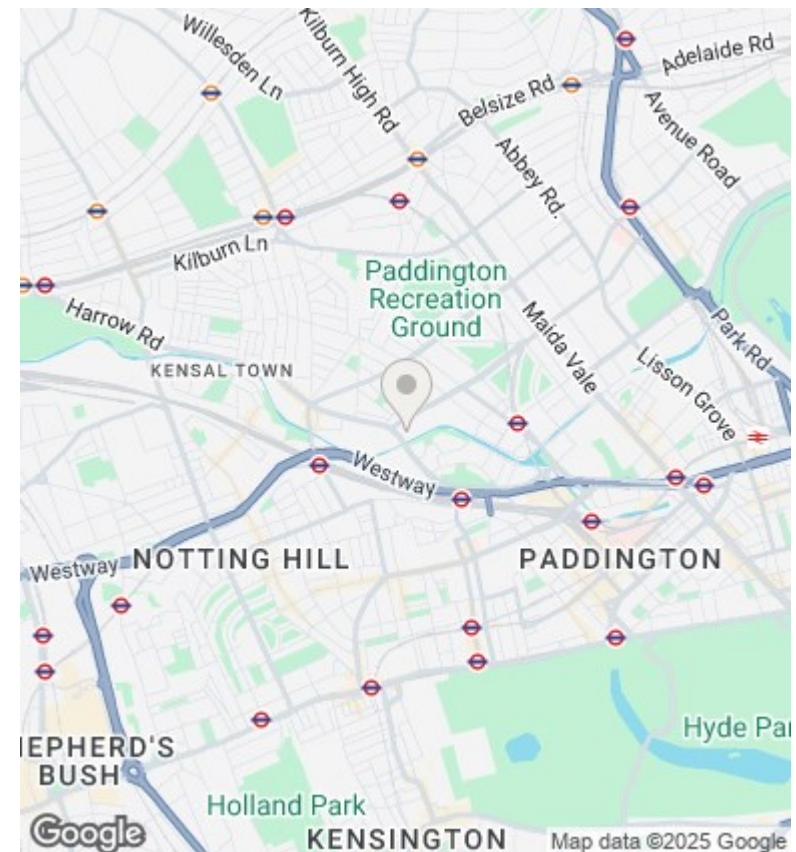 Willesden Ln
Kilburn High Rd
Adelaide Rd
Belsize Rd
Avenue Road
Abbey Rd.
Kilburn Ln
Paddington
Recreation
Ground
Harrow Rd
Maida Vale
Park Rd
KENSAL TOWN
Lisson Grove
Westway
Westway
NOTTING HILL
PADDINGTON
Hyde Par
HEPHERD'S
BUSH
Holland Park
Google
KENSINGTON
Map data ©2025 Google